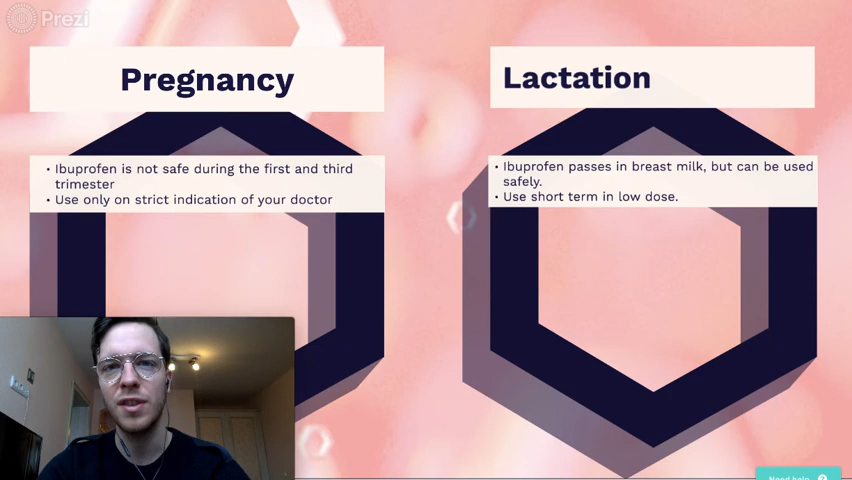 Prezi
Pregnancy
• Ibuprofen is not safe during the first and third
trimester
• Use only on strict indication of your doctor
Lactation
• Ibuprofen passes in breast milk, but can be used
safely.
• Use short term in low dose.
Need help